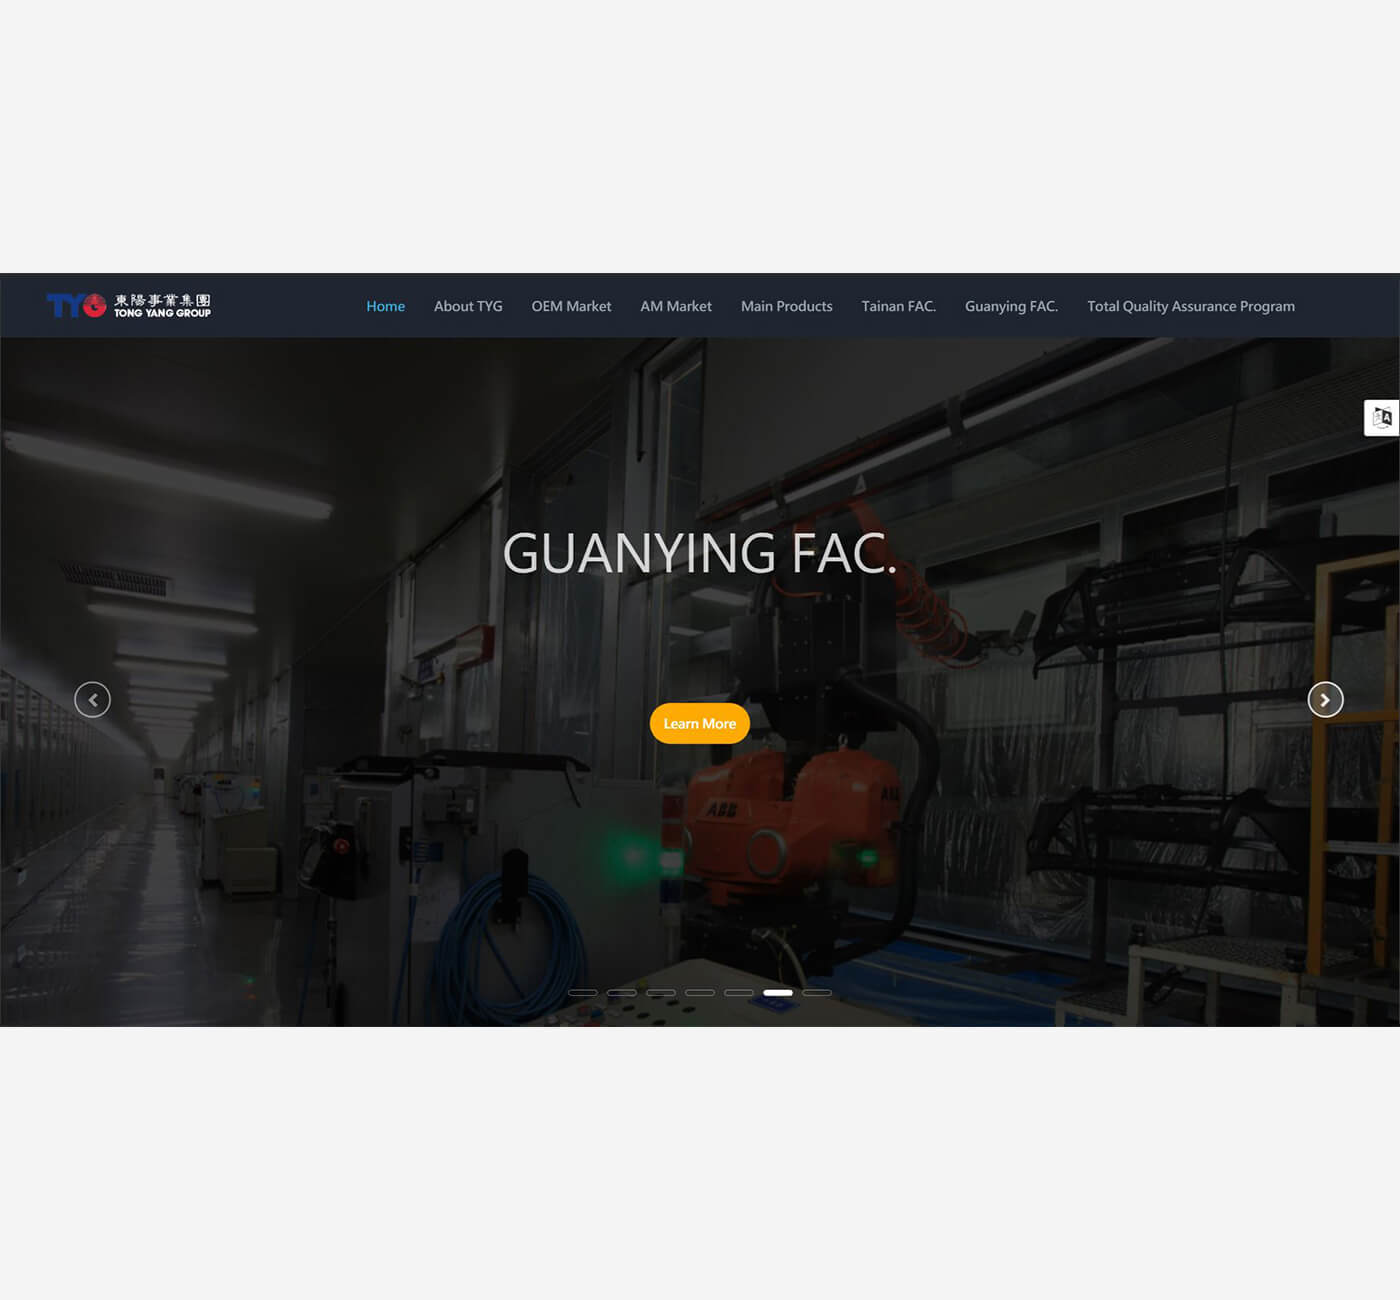 TYG 東陽事業集團
TONG YANG GROUP
Home About TYG OEM Market AM Market Main Products Tainan FAC. Guanying FAC. Total Quality Assurance Program
GUANYING FAC.
Learn More
ABB